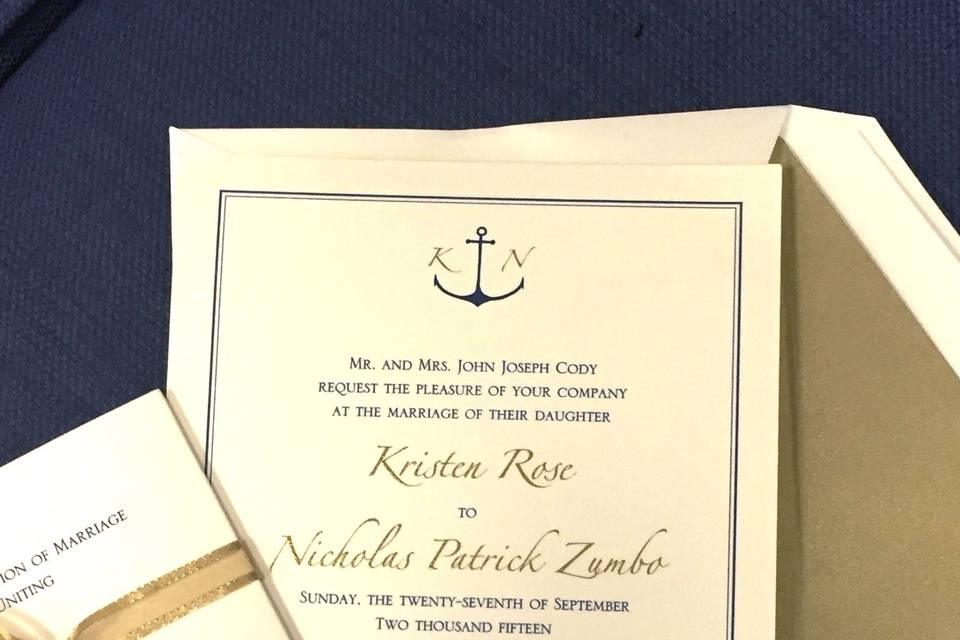 K N
Mr. and Mrs. John Joseph Cody
request the pleasure of your company
at the marriage of their daughter
Kristen Rose
to
Nicholas Patrick Zumbo
Sunday, the twenty-seventh of September
Two thousand fifteen
ion of Marriage
Uniting